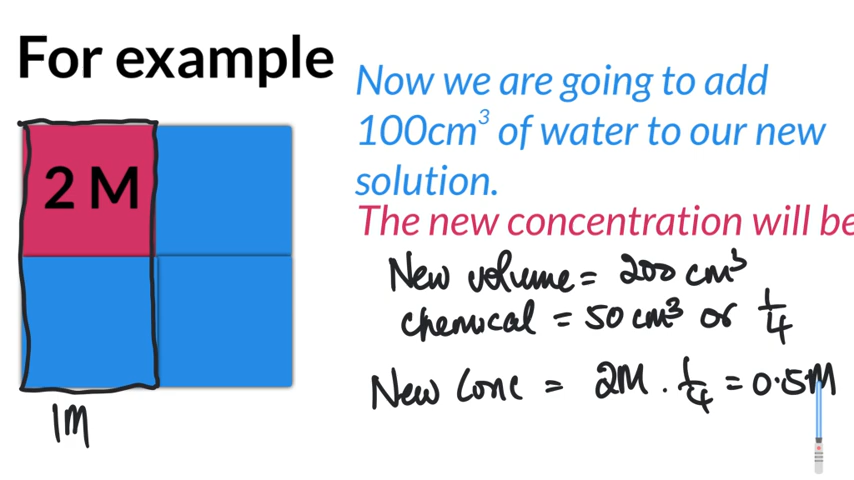 For example
Now we are going to add
100cm³ of water to our new
solution.
The new concentration will be
2 M
New volume = 200 cm³
chemical = 50 cm³ or 1/4
New Conc = 2M . 1/4 = 0.5M
1M